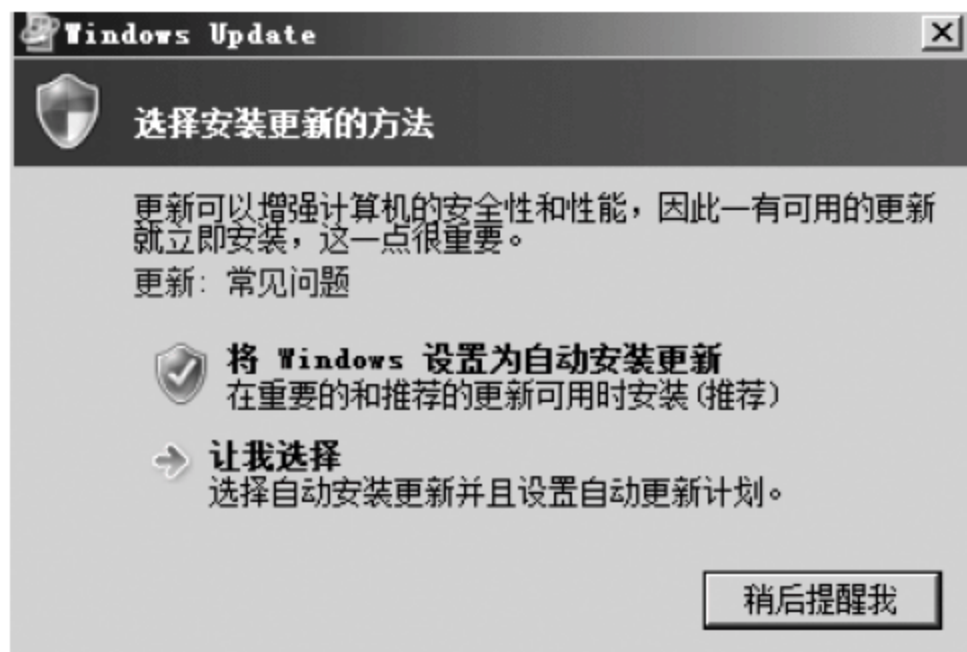 Windows Update
选择安装更新的方法
更新可以增强计算机的安全性和性能，因此一有可用的更新
就立即安装，这一点很重要。
更新：常见问题
将 Windows 设置为自动安装更新
在重要的和推荐的更新可用时安装(推荐)
让我选择
选择自动安装更新并且设置自动更新计划。
稍后提醒我